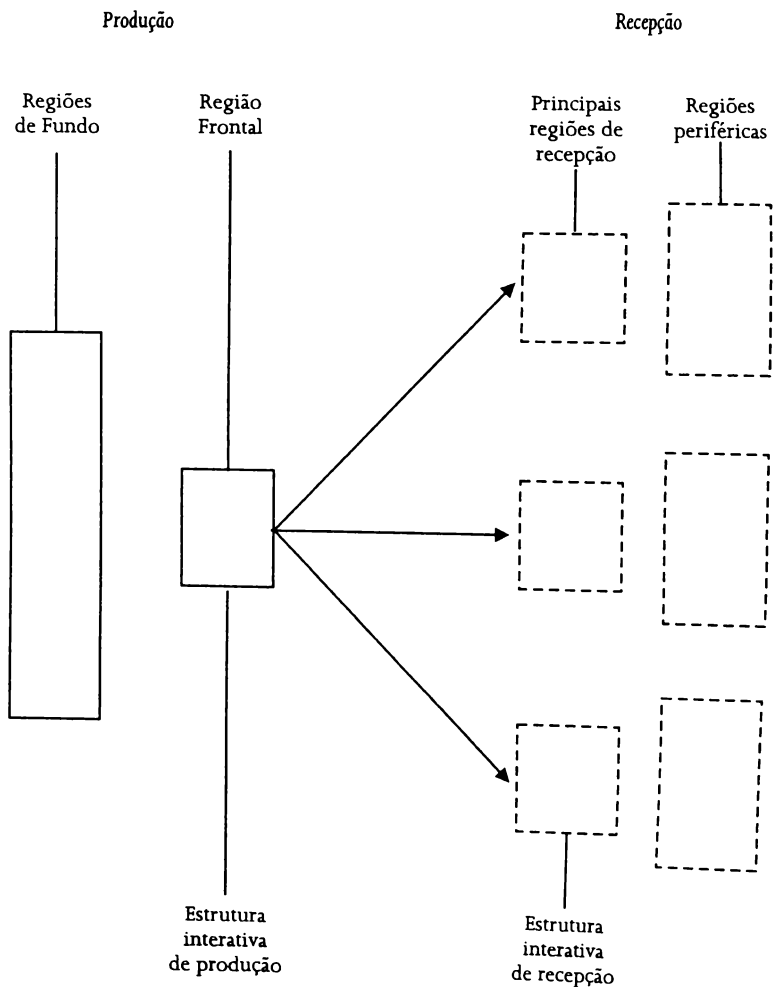 Produção
Recepção
Regiões
de Fundo
Região
Frontal
Principais
regiões de
recepção
Regiões
periféricas
Estrutura
interativa
de produção
Estrutura
interativa
de recepção